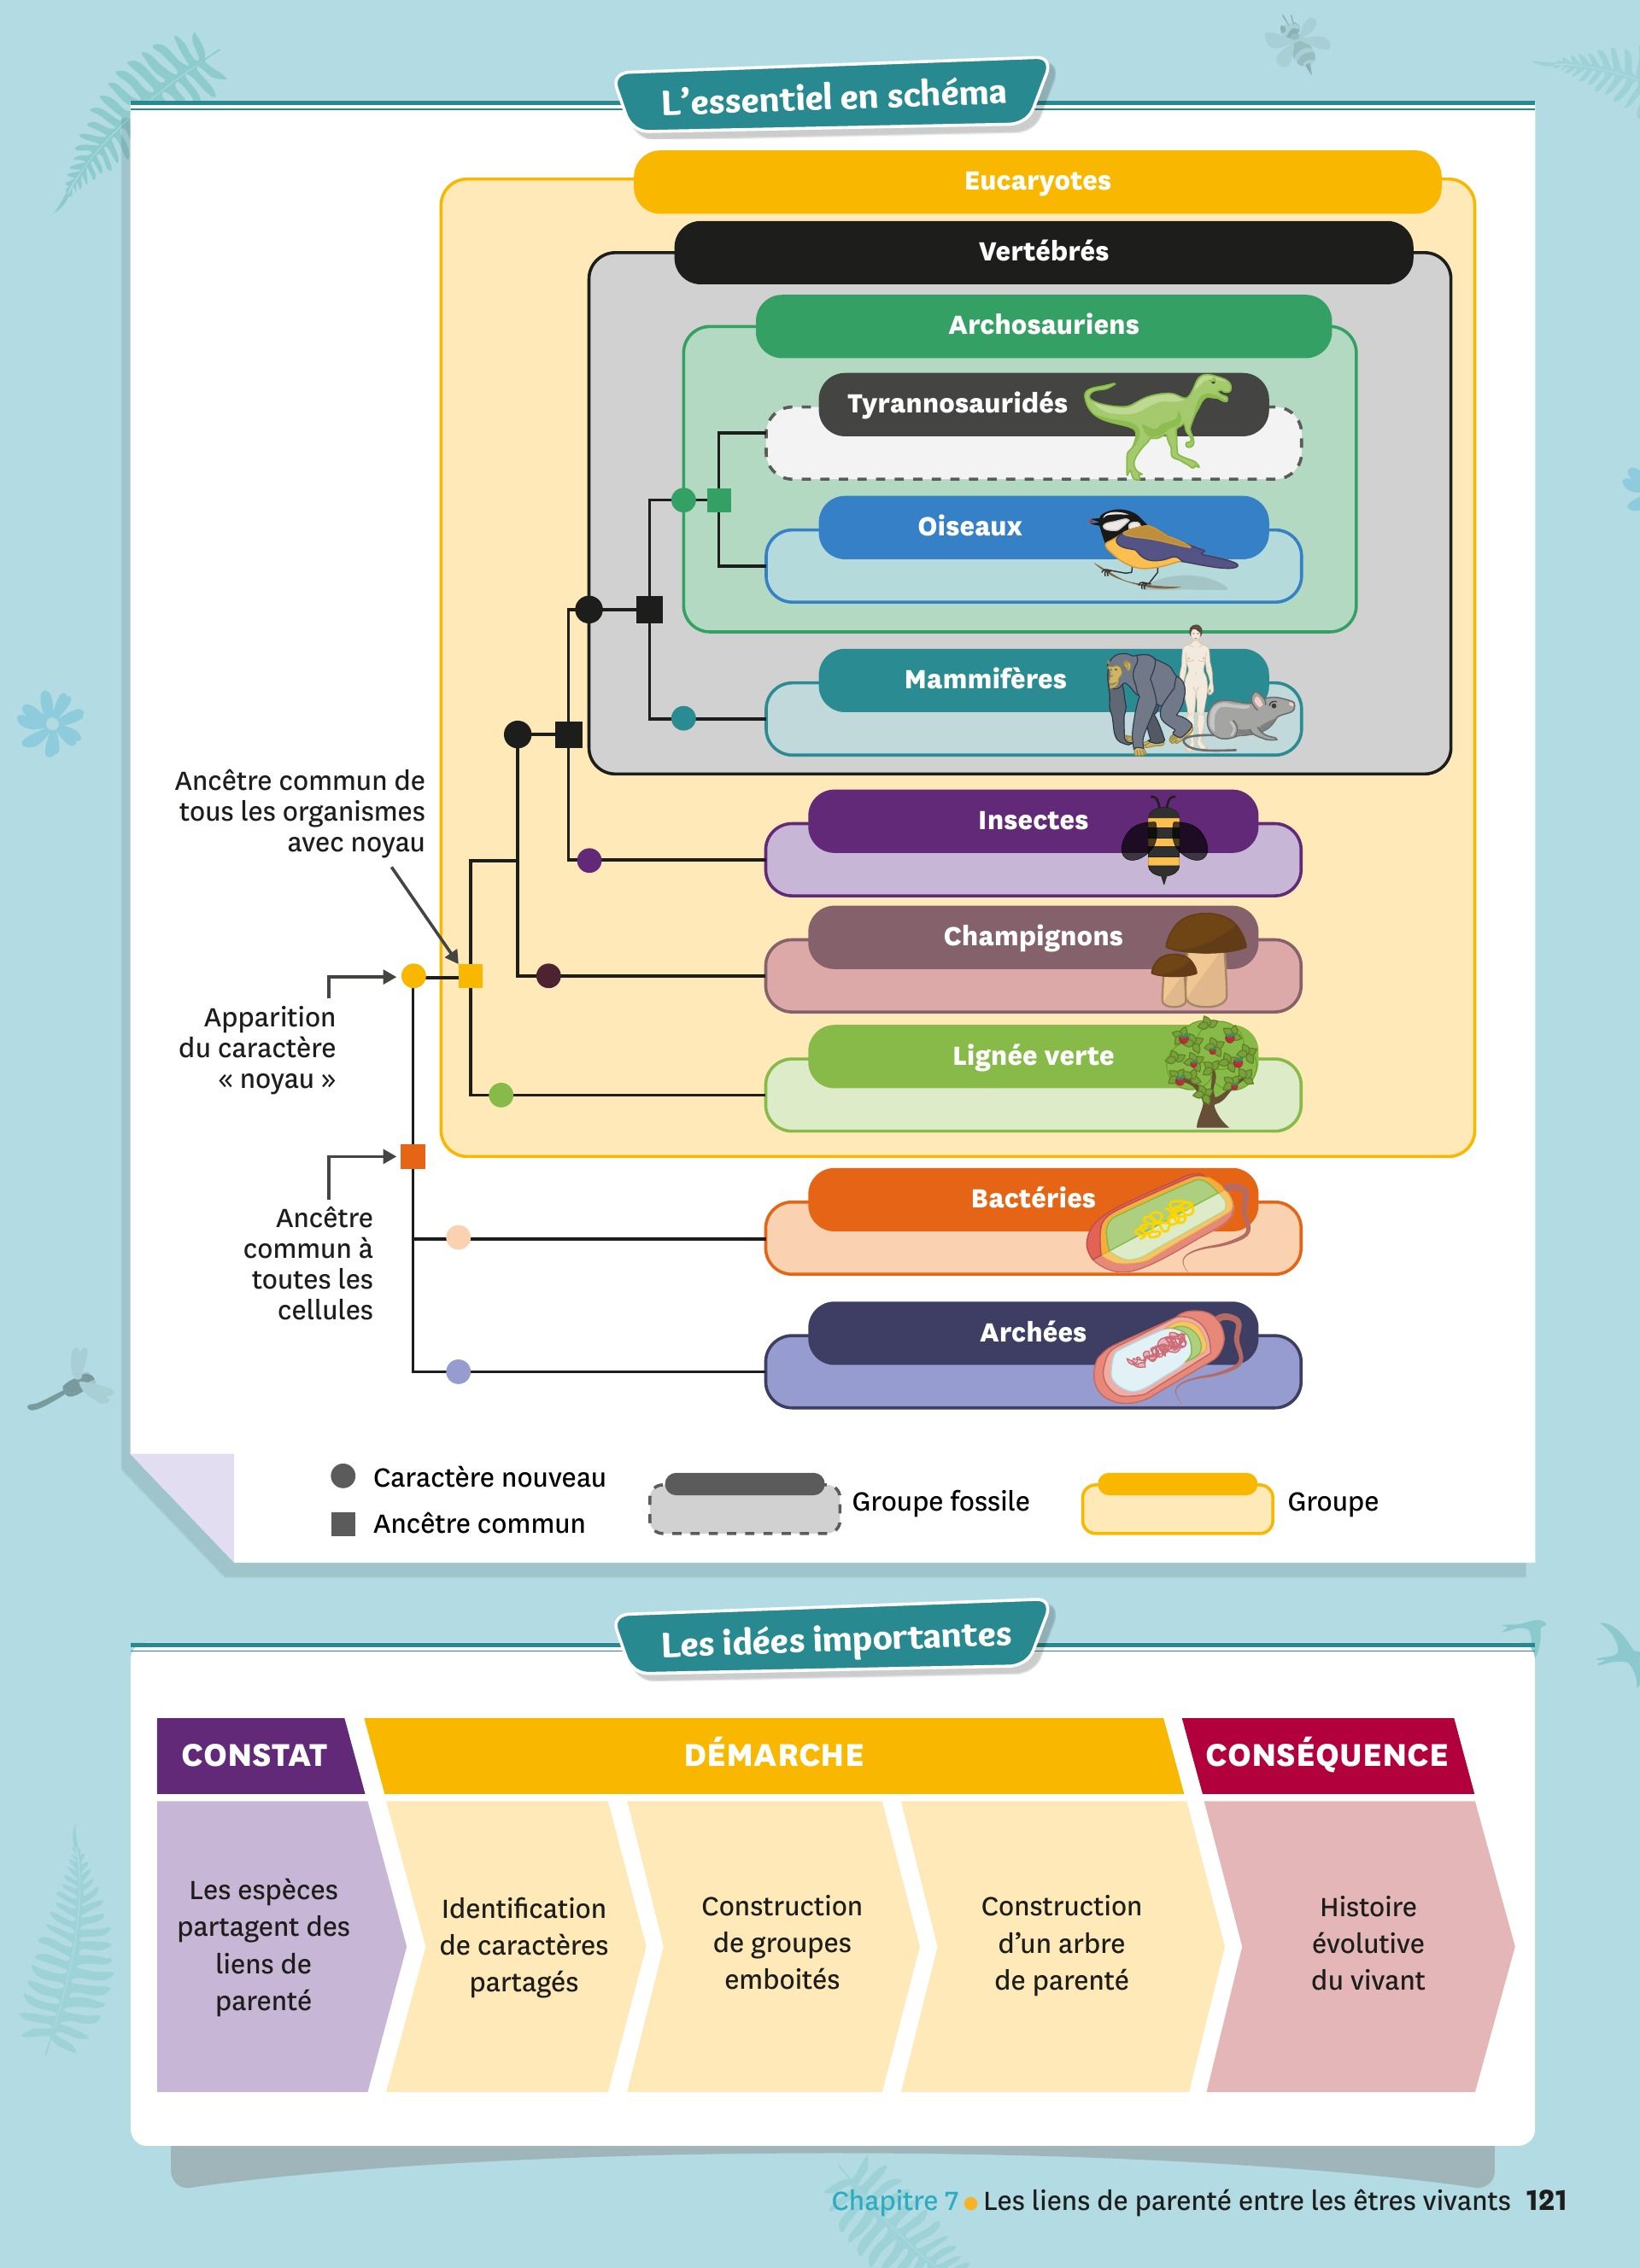 L'essentiel en schéma
Eucaryotes
Vertébrés
Archosauriens
Tyrannosauridés
Oiseaux
Mammifères
Ancêtre commun de
tous les organismes
avec noyau
Insectes
Champignons
Apparition
du caractère
« noyau »
Lignée verte
Bactéries
Ancêtre
commun à
toutes les
cellules
Archées
Caractère nouveau
Ancêtre commun
Groupe fossile
Groupe
Les idées importantes
CONSTAT
DÉMARCHE
CONSÉQUENCE
Les espèces
partagent des
liens de
parenté
Identification
de caractères
partagés
Construction
de groupes
emboités
Construction
d'un arbre
de parenté
Histoire
évolutive
du vivant
Chapitre 7 • Les liens de parenté entre les êtres vivants 121